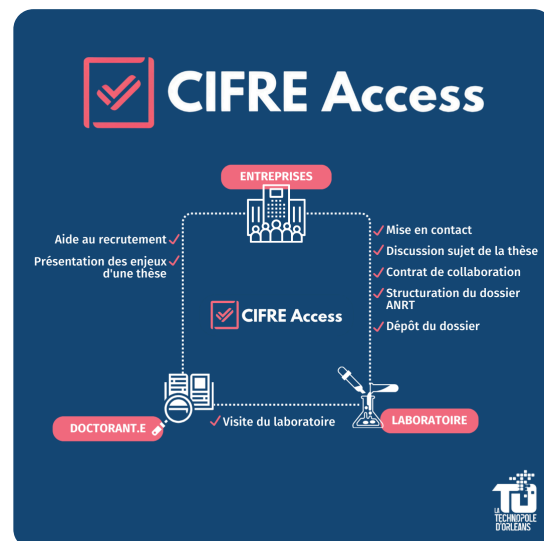 CIFRE Access
ENTREPRISES
Aide au recrutement
Présentation des enjeux
d'une thèse
Mise en contact
Discussion sujet de la thèse
Contrat de collaboration
Structuration du dossier
ANRT
Dépôt du dossier
CIFRE Access
DOCTORANT.E
Visite du laboratoire
LABORATOIRE
LA
TECHNOPOLE
D'ORLÉANS